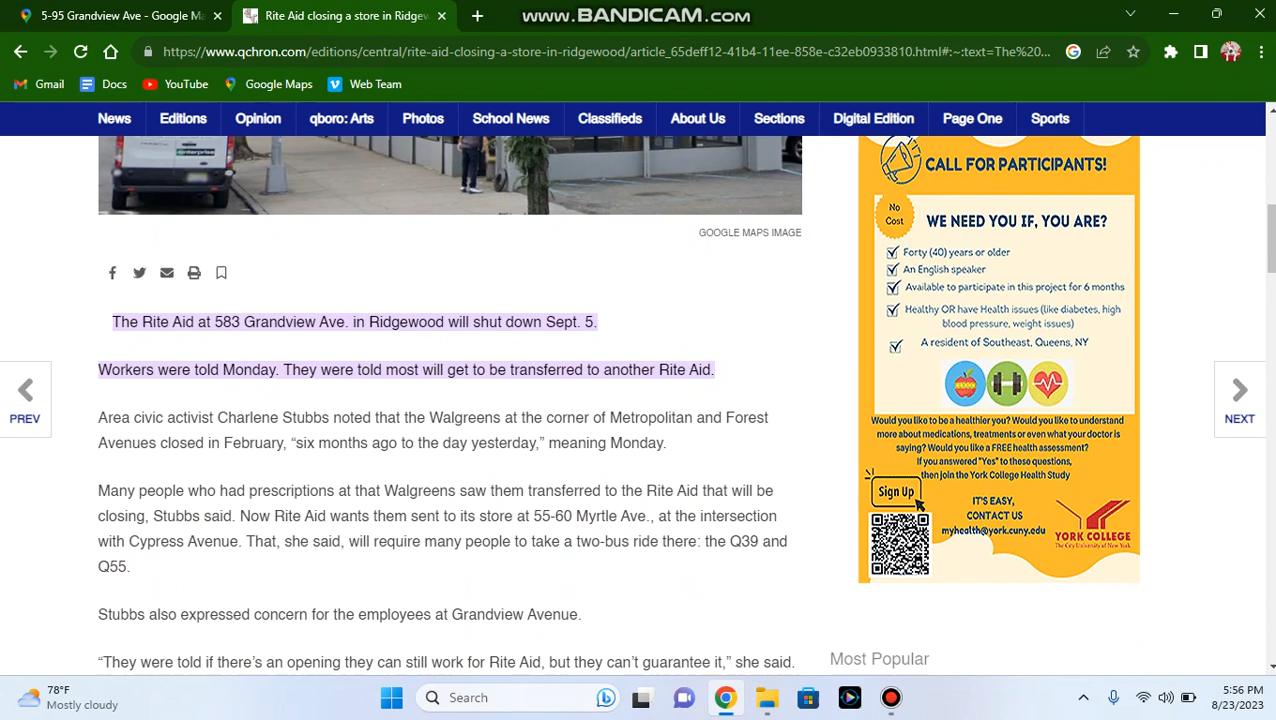 5-95 Grandview Ave - Google Ma
Rite Aid closing a store in Ridgew
www.BANDICAM.com
https://www.qchron.com/editions/central/rite-aid-closing-a-store-in-ridgewood/article_65deff12-41b4-11ee-858e-c32eb0933810.html#:~:text=The%20...
Gmail
Docs
YouTube
Google Maps
Web Team
News
Editions
Opinion
qboro: Arts
Photos
School News
Classifieds
About Us
Sections
Digital Edition
Page One
Sports
GOOGLE MAPS IMAGE
The Rite Aid at 583 Grandview Ave. in Ridgewood will shut down Sept. 5.
Workers were told Monday. They were told most will get to be transferred to another Rite Aid.
Area civic activist Charlene Stubbs noted that the Walgreens at the corner of Metropolitan and Forest
Avenues closed in February, “six months ago to the day yesterday,” meaning Monday.
Many people who had prescriptions at that Walgreens saw them transferred to the Rite Aid that will be
closing, Stubbs said. Now Rite Aid wants them sent to its store at 55-60 Myrtle Ave., at the intersection
with Cypress Avenue. That, she said, will require many people to take a two-bus ride there: the Q39 and
Q55.
Stubbs also expressed concern for the employees at Grandview Avenue.
“They were told if there’s an opening they can still work for Rite Aid, but they can’t guarantee it,” she said.
PREV
NEXT
CALL FOR PARTICIPANTS!
No
Cost
WE NEED YOU IF, YOU ARE?
Forty (40) years or older
An English speaker
Available to participate in this project for 6 months
Healthy OR have Health issues (like diabetes, high
blood pressure, weight issues)
A resident of Southeast, Queens, NY
Would you like to be a healthier you? Would you like to understand
more about medications, treatments or even what your doctor is
saying? Would you like a FREE health assessment?
If you answered "Yes" to these questions,
then join the York College Health Study
Sign Up
IT'S EASY,
CONTACT US
myhealth@york.cuny.edu
YORK COLLEGE
The City University of New York
Most Popular
78°F
Mostly cloudy
Search
5:56 PM
8/23/2023